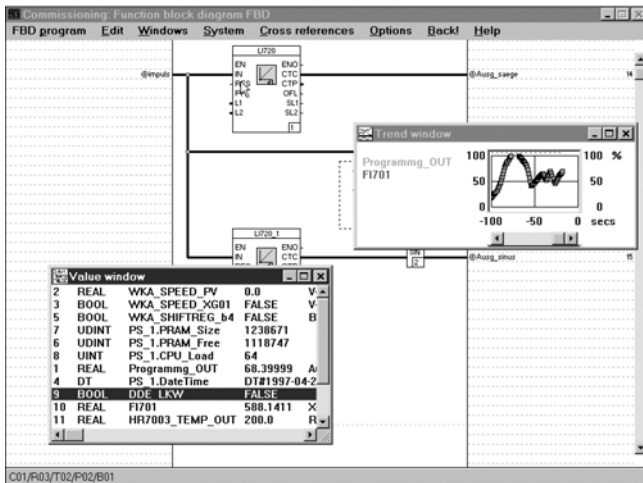 Commissioning: Function block diagram FBD
FBD program Edit Windows System Cross references Options Back! Help
LI720
EN ENO
@impuls IN CTC @Ausg_saege 14
RES CTP
OFL
L1 SL1
L2 SL2
1
Trend window
Programmg_OUT
FI701
100 100 %
50 50
0 0
-100 -50 0 secs
LI720_1
EN ENO
IN CTC
SIN
2
@Ausg_sinus 15
Value window
2 REAL WKA_SPEED_PV 0.0 V
3 BOOL WKA_SPEED_XG01 FALSE V
5 BOOL WKA_SHIFTREG_b4 FALSE B
7 UDINT PS_1.PRAM_Size 1238671
6 UDINT PS_1.PRAM_Free 1118747
8 UINT PS_1.CPU_Load 64
1 REAL Programmg_OUT 68.39999 A
4 DT PS_1.DateTime DT#1997-04-2
9 BOOL DDE_LKW FALSE
10 REAL FI701 588.1411 X
11 REAL HR7003_TEMP_OUT 200.0 R
C01/R03/T02/P02/B01